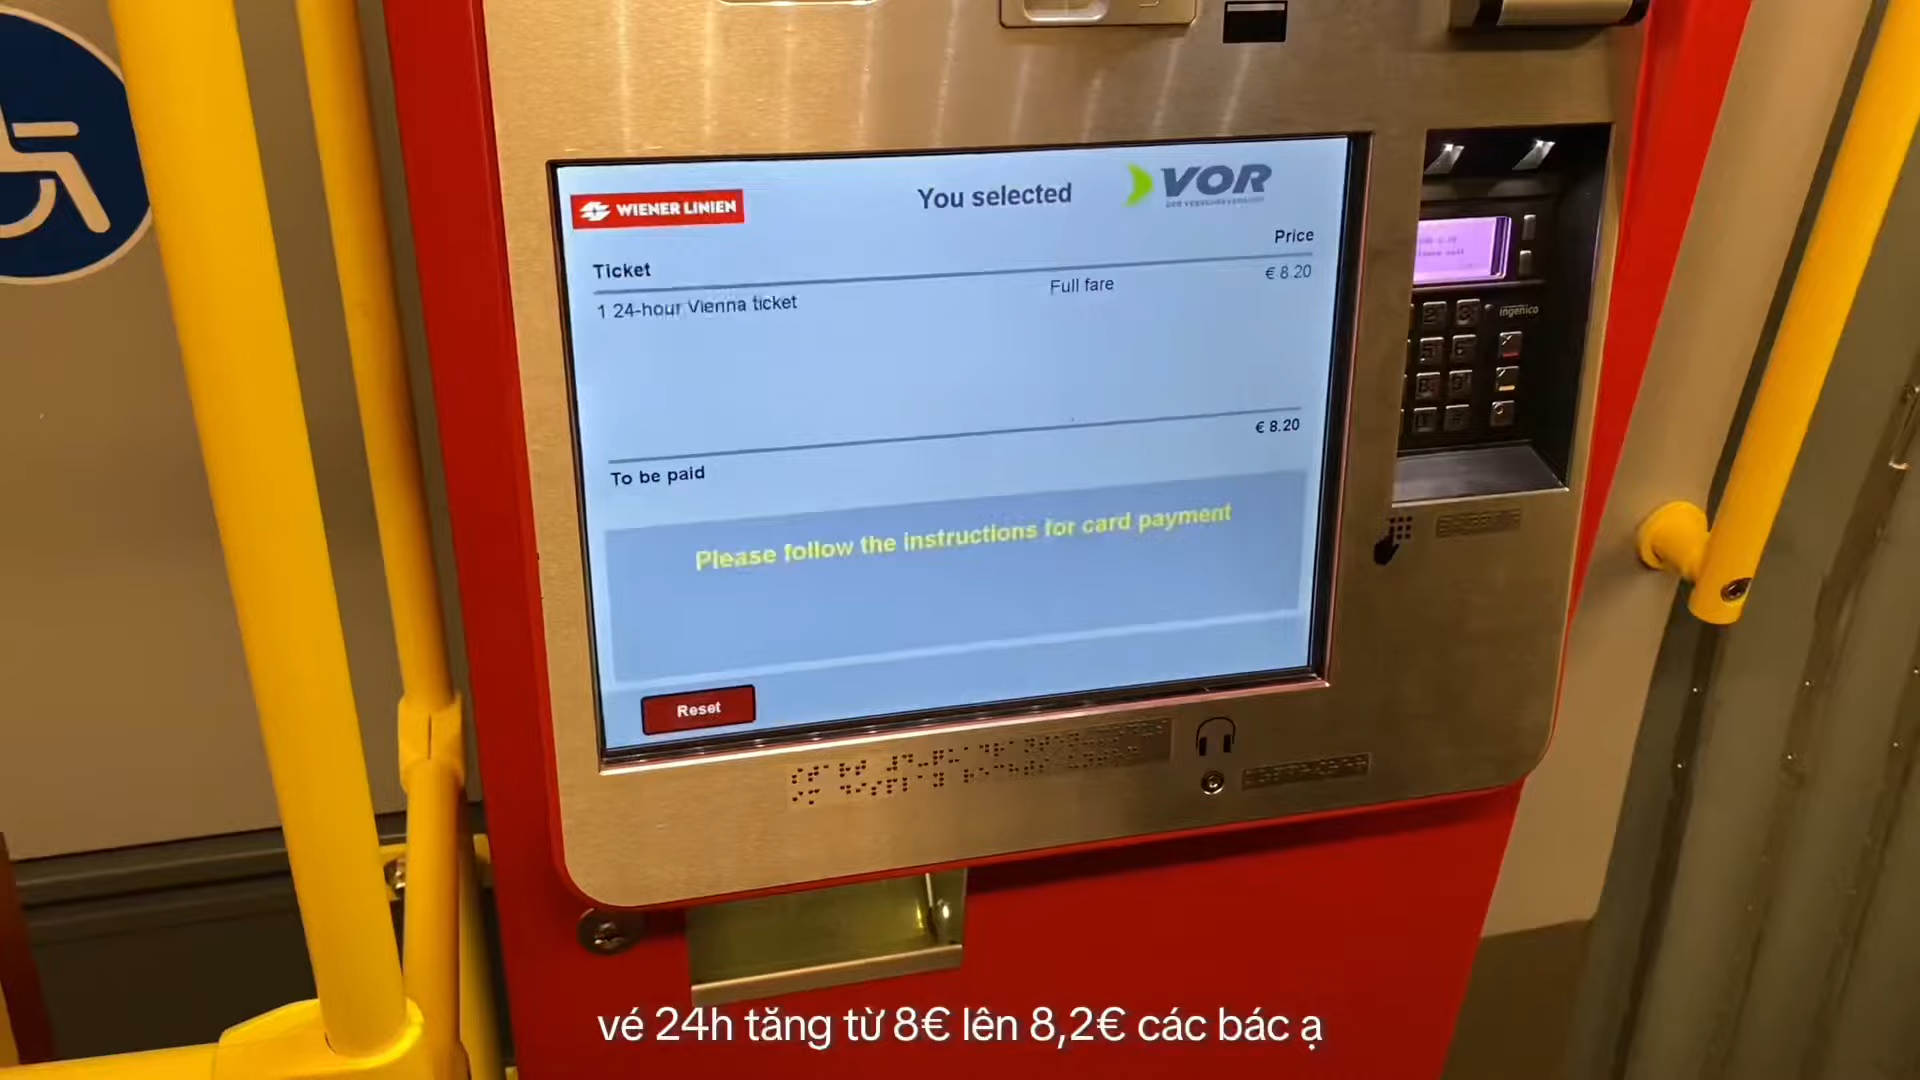 WIENER LINIEN
You selected
VOR
Price
Ticket
€ 8.20
1 24-hour Vienna ticket
Full fare
€ 8.20
To be paid
Please follow the instructions for card payment
Reset
ingenico
vé 24h tăng từ 8€ lên 8,2€ các bác ạ